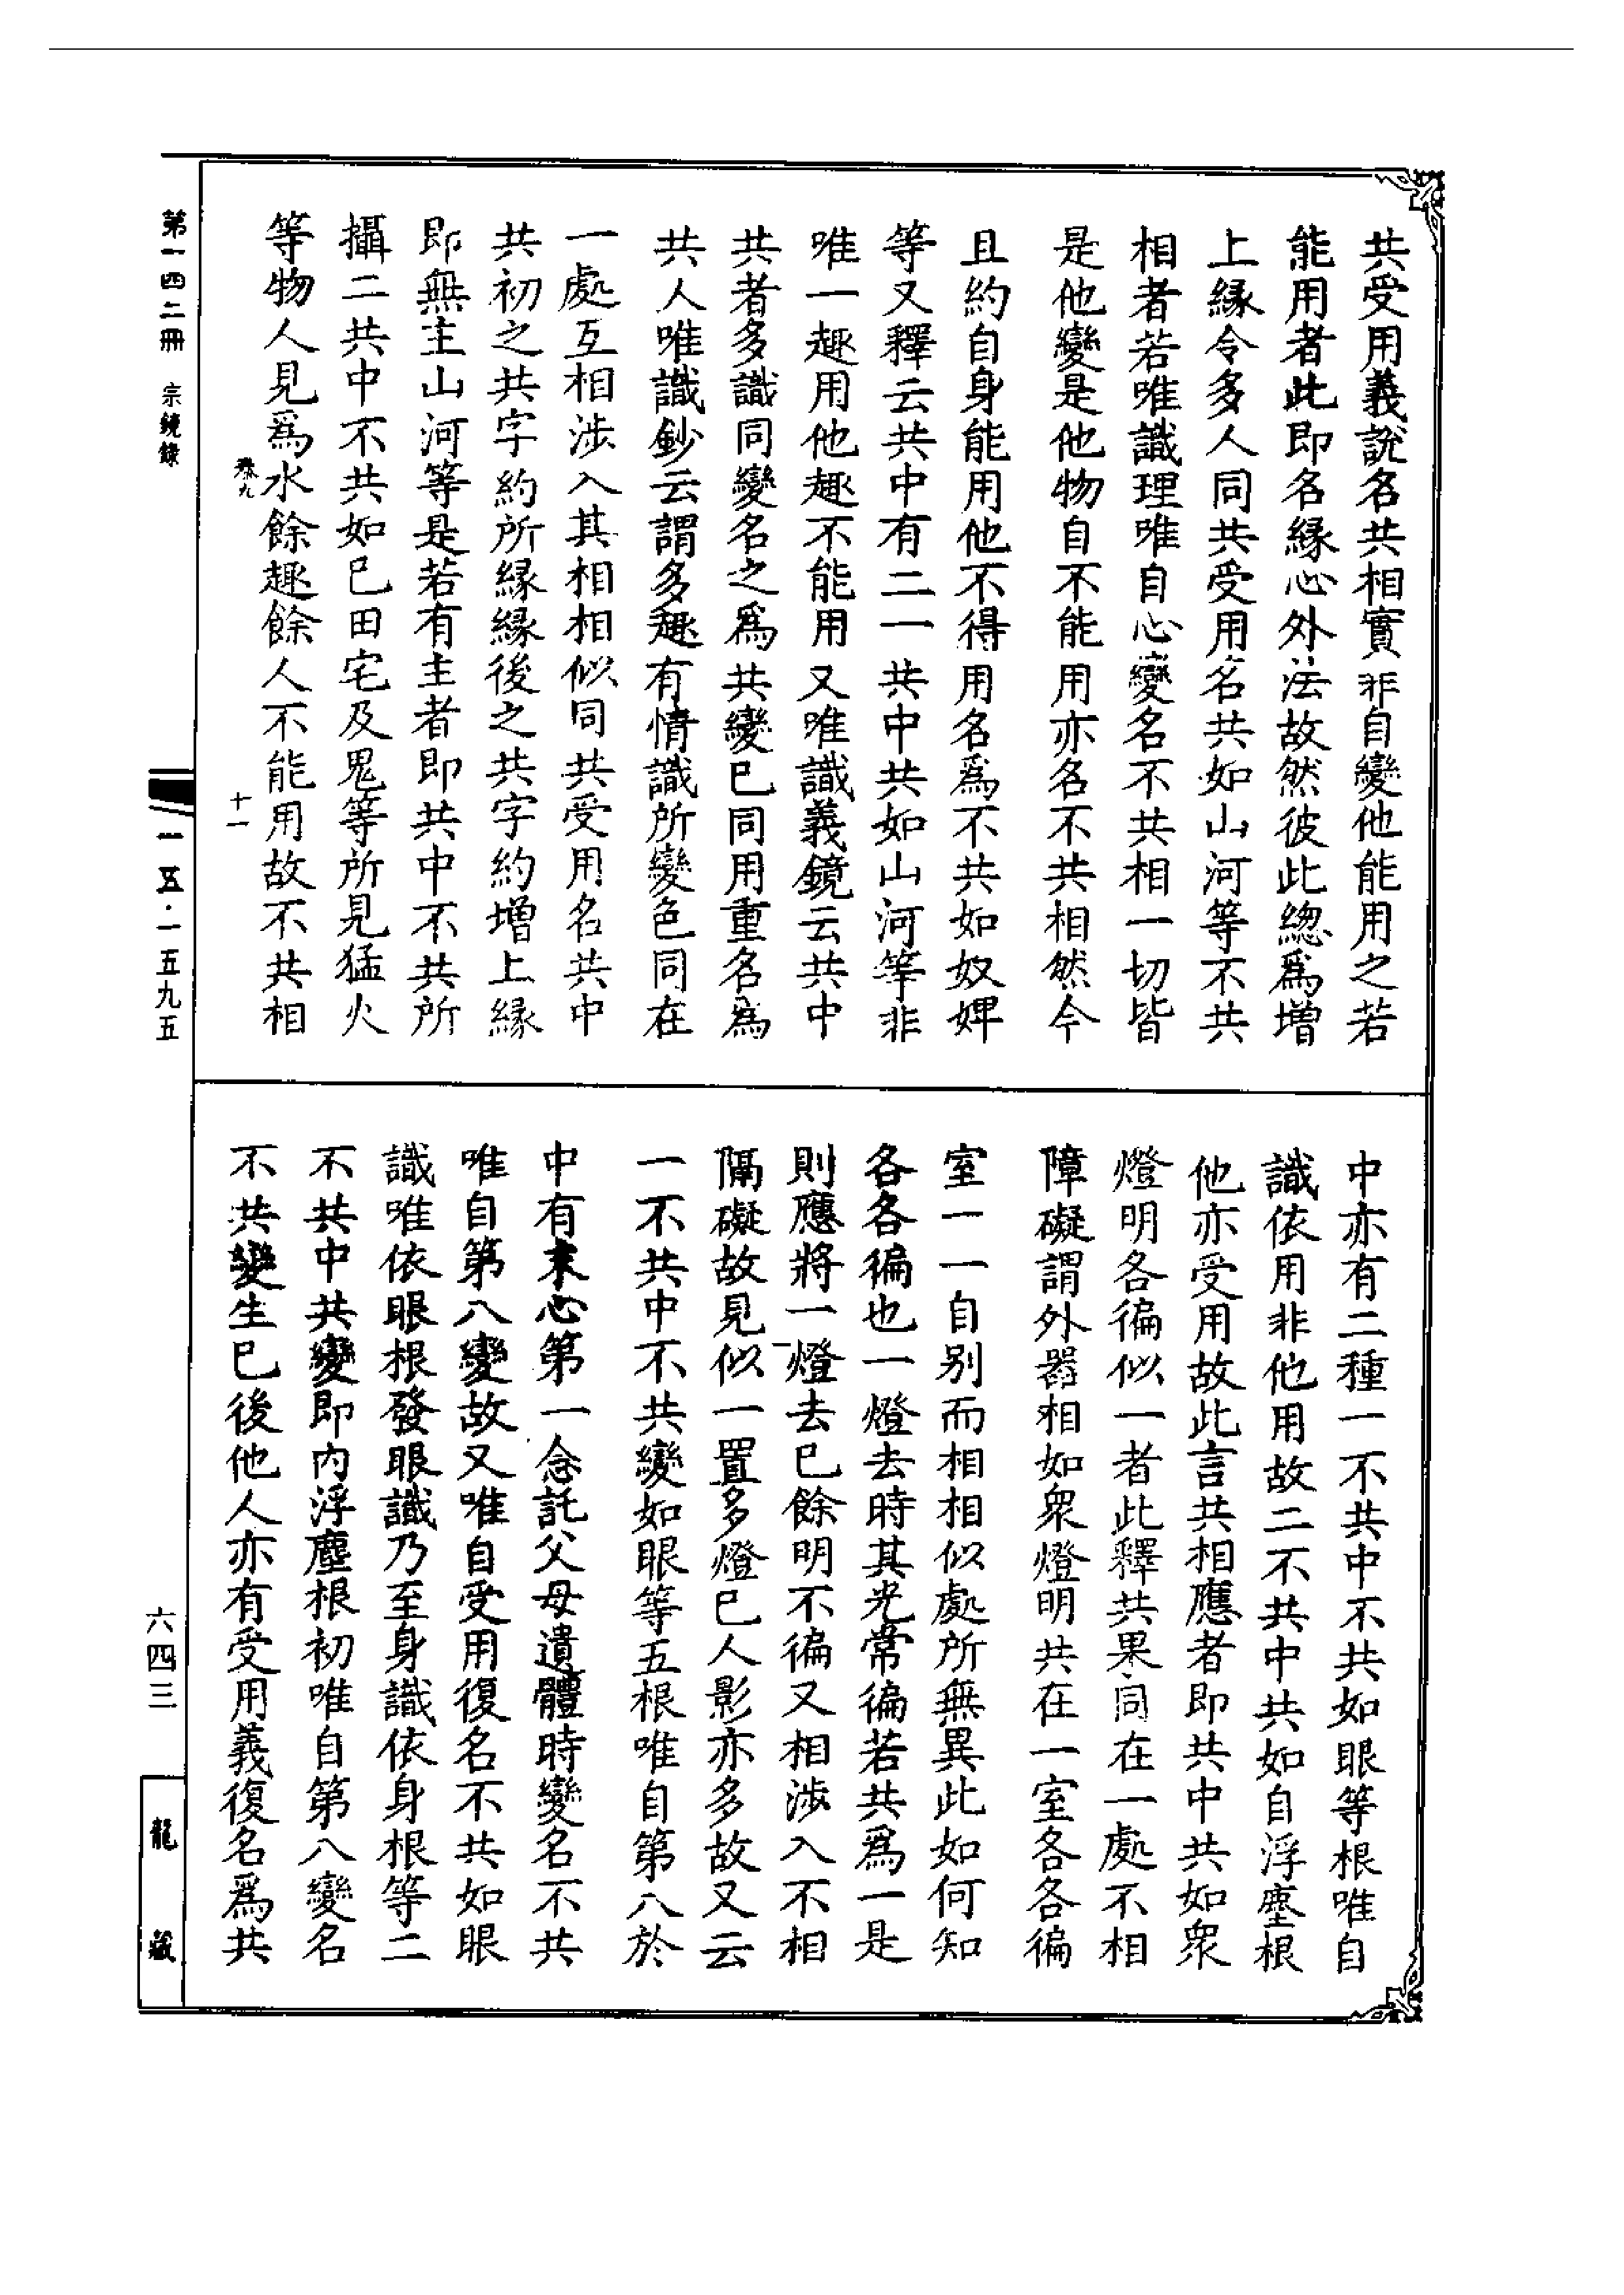 共受用義說名共相實非自變他能用之若
能用者此即名緣心外法故然彼此總爲增
上緣令多人同共受用名共如山河等不共
相者若唯識理唯自心變名不共相一切皆
是他變是他物自不能用亦名不共相然今
且約自身能用他不得用名爲不共如奴婢
等又釋云共中有二一共中共如山河等非
唯一趣用他趣不能用又唯識義鏡云共中
共者多識同變名之爲共變已同用重名爲
共人唯識鈔云謂多趣有情識所變色同在
一處互相涉入其相相似同共受用名共中
共初之共字約所緣緣後之共字約增上緣
即無主山河等是若有主者即共中不共所
攝二共中不共如已田宅及鬼等所見猛火
等物人見爲水餘趣餘人不能用故不共相
中亦有二種一不共中不共如眼等根唯自
識依用非他用故二不共中共如自浮塵根
他亦受用故此言共相應者即共中共如衆
燈明各徧似一者此釋共果同在一處不相
障礙謂外器相如衆燈明共在一室各各徧
室一一自别而相相似處所無異此如何知
各各徧也一燈去時其光常徧若共爲一是
則應將一燈去已餘明不徧又相涉入不相
隔礙故見似一置多燈已人影亦多故又云
一不共中不共變如眼等五根唯自第八於
中有末心第一念託父母遺體時變名不共
唯自第八變故又唯自受用復名不共如眼
識唯依眼根發眼識乃至身識依身根等二
不共中共變即内浮塵根初唯自第八變名
不共變生已後他人亦有受用義復名爲共
第一四二冊 宗鏡錄
卷九
十一
一五·一五九五
六四三
龍藏